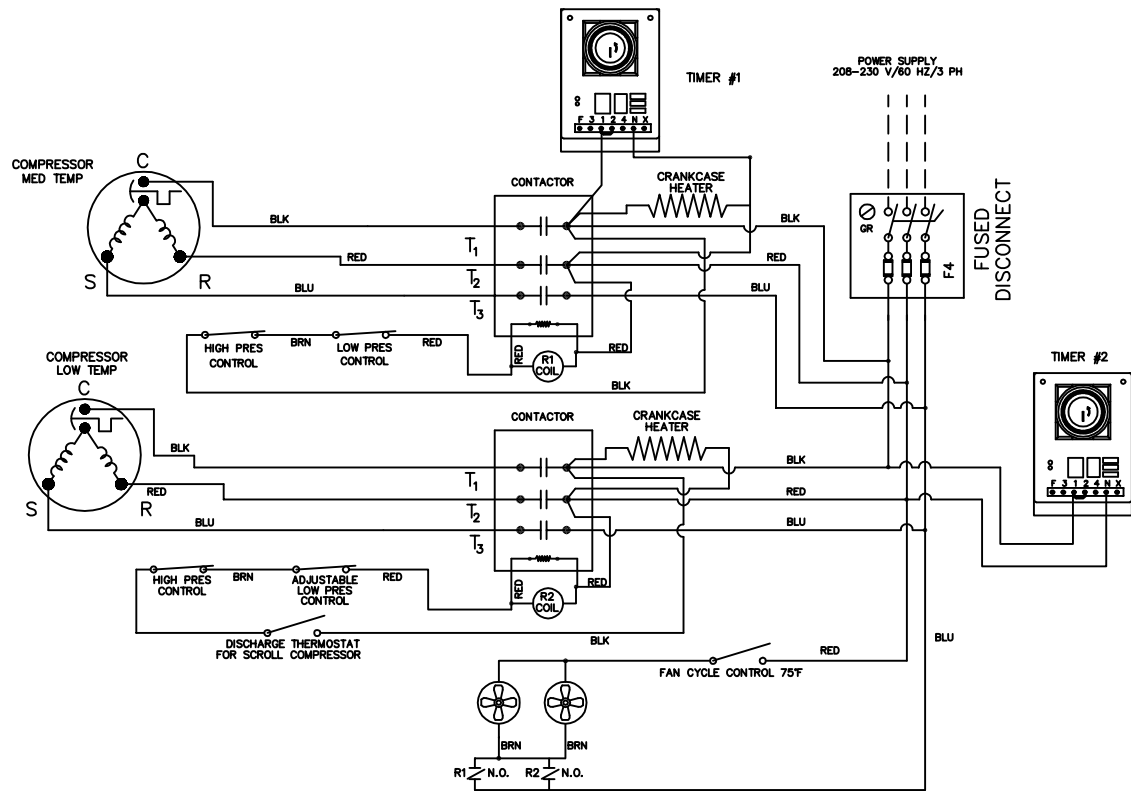 TIMER #1
F 3 1 2 4 N X
POWER SUPPLY
208-230 V/60 HZ/3 PH
COMPRESSOR
MED TEMP
C
S
R
CONTACTOR
CRANKCASE
HEATER
BLK
BLK
T1
RED
RED
T2
BLU
T3
GR
F4
FUSED
DISCONNECT
HIGH PRES
CONTROL
BRN
LOW PRES
CONTROL
RED
RED
R1
COIL
RED
BLK
COMPRESSOR
LOW TEMP
C
S
R
CONTACTOR
CRANKCASE
HEATER
TIMER #2
F 3 1 2 4 N X
BLK
BLK
T1
RED
RED
T2
BLU
BLU
T3
HIGH PRES
CONTROL
BRN
ADJUSTABLE
LOW PRES
CONTROL
RED
RED
R2
COIL
RED
DISCHARGE THERMOSTAT
FOR SCROLL COMPRESSOR
BLK
BLU
RED
FAN CYCLE CONTROL 75°F
BRN
BRN
R1 N.O.
R2 N.O.